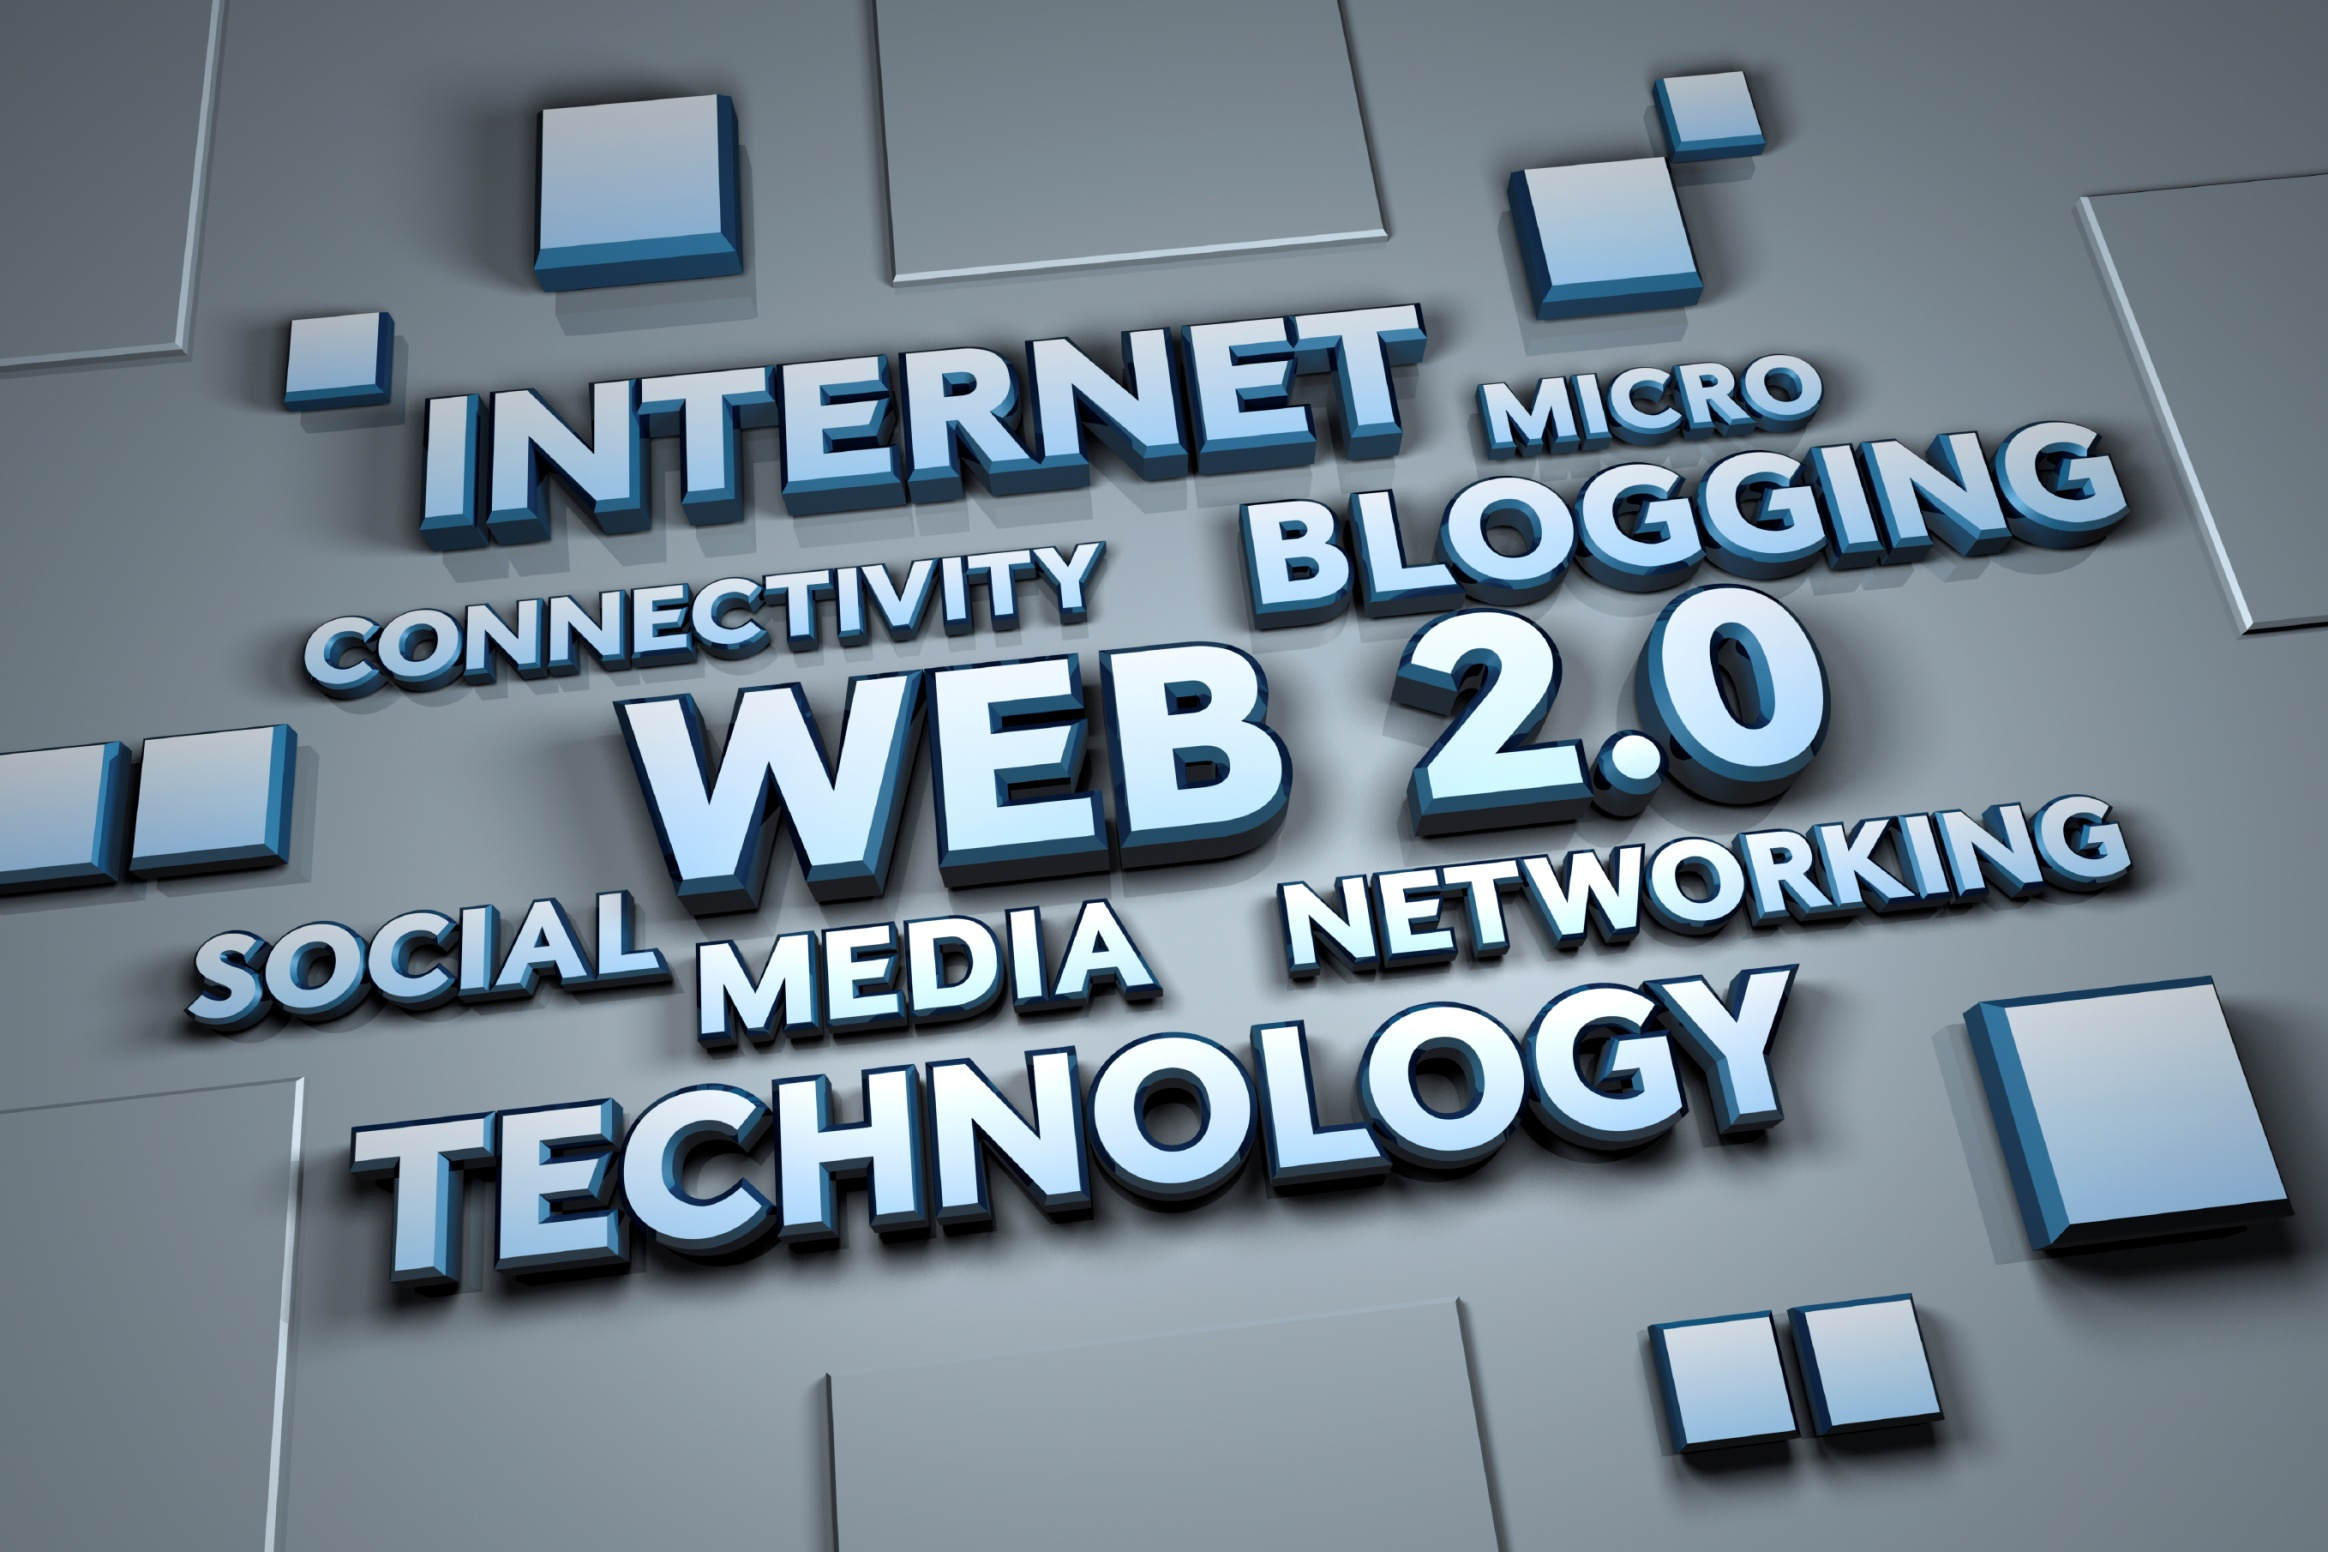 INTERNET
MICRO
BLOGGING
CONNECTIVITY
WEB 2.0
SOCIAL MEDIA
NETWORKING
TECHNOLOGY